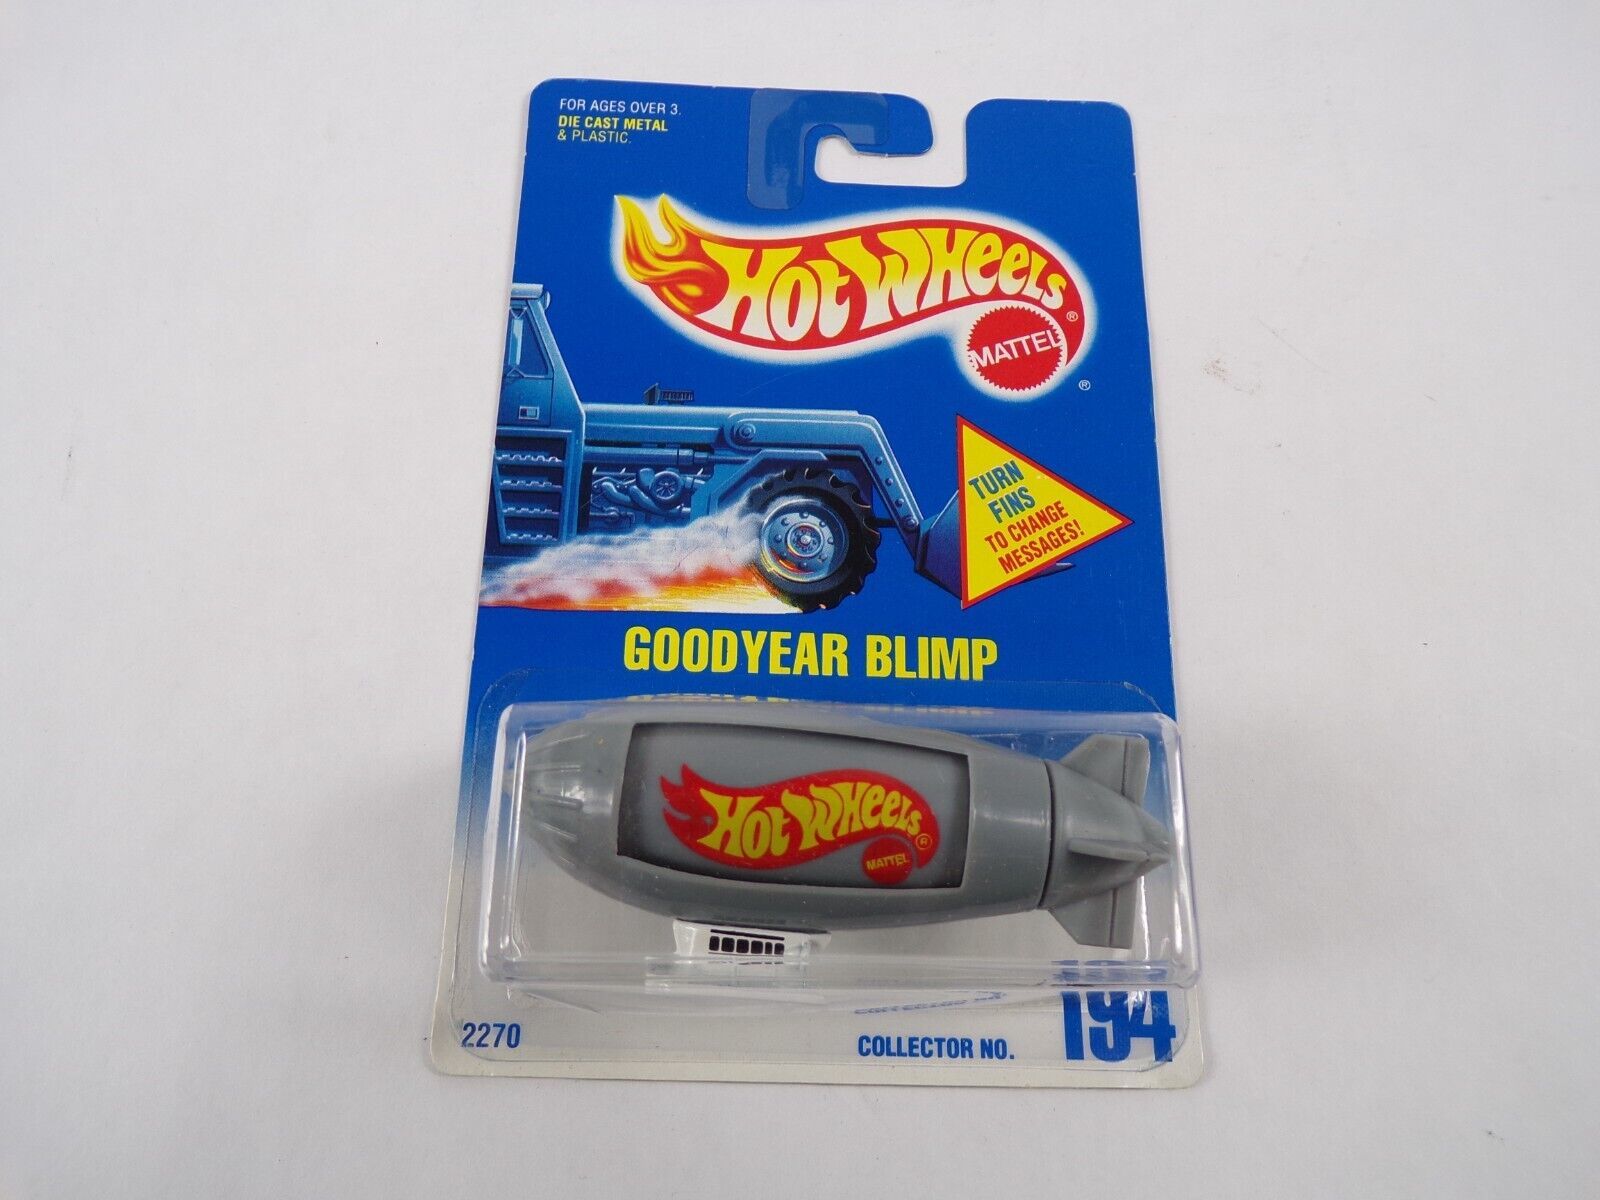 FOR AGES OVER 3.
DIE CAST METAL
& PLASTIC.
HOT WHEELS®
MATTEL
®
TURN
FINS
TO CHANGE
MESSAGES!
GOODYEAR BLIMP
HOT WHEELS®
MATTEL
2270
COLLECTOR NO.
194